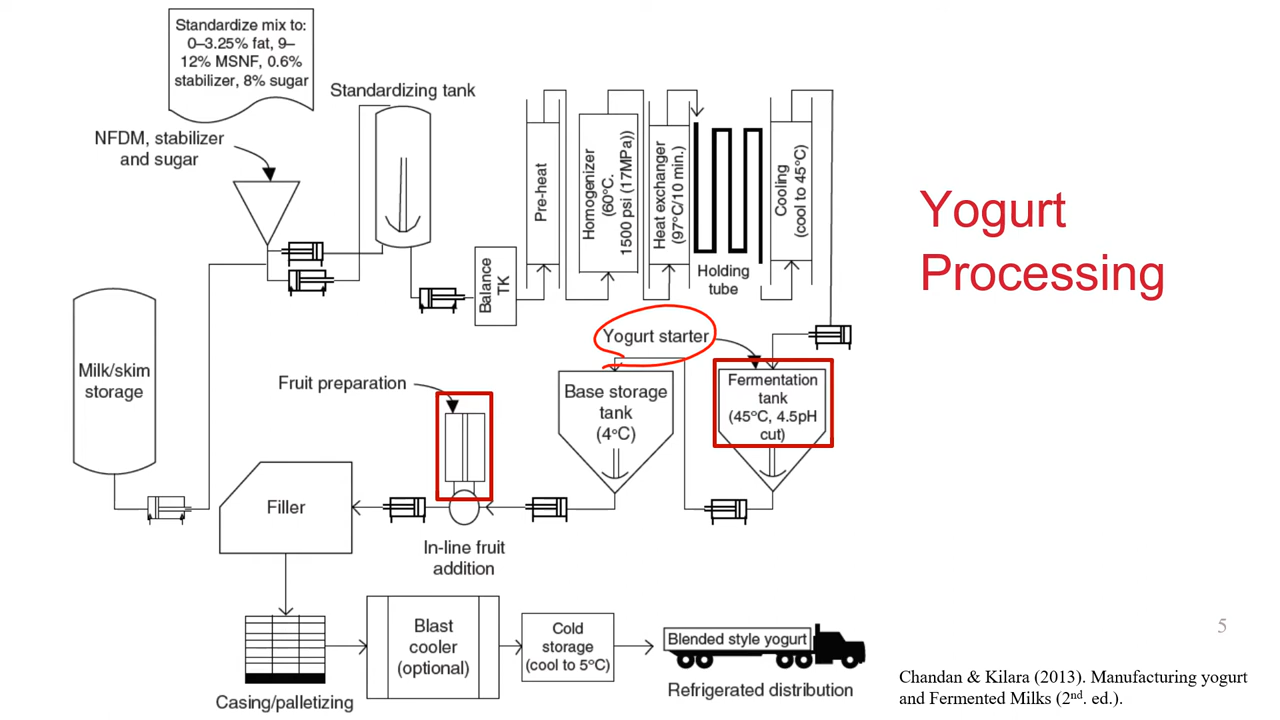 Standardize mix to:
0–3.25% fat, 9–
12% MSNF, 0.6%
stabilizer, 8% sugar
Standardizing tank
NFDM, stabilizer
and sugar
Pre-heat
Homogenizer
(60°C.
1500 psi (17MPa))
Heat exchanger
(97°C/10 min.)
Holding
tube
Cooling
(cool to 45°C)
Yogurt
Processing
Balance
TK
Milk/skim
storage
Yogurt starter
Fruit preparation
Base storage
tank
(4°C)
Fermentation
tank
(45°C, 4.5pH
cut)
Filler
In-line fruit
addition
Casing/palletizing
Blast
cooler
(optional)
Cold
storage
(cool to 5°C)
Blended style yogurt
Refrigerated distribution
5
Chandan & Kilara (2013). Manufacturing yogurt
and Fermented Milks (2nd. ed.).